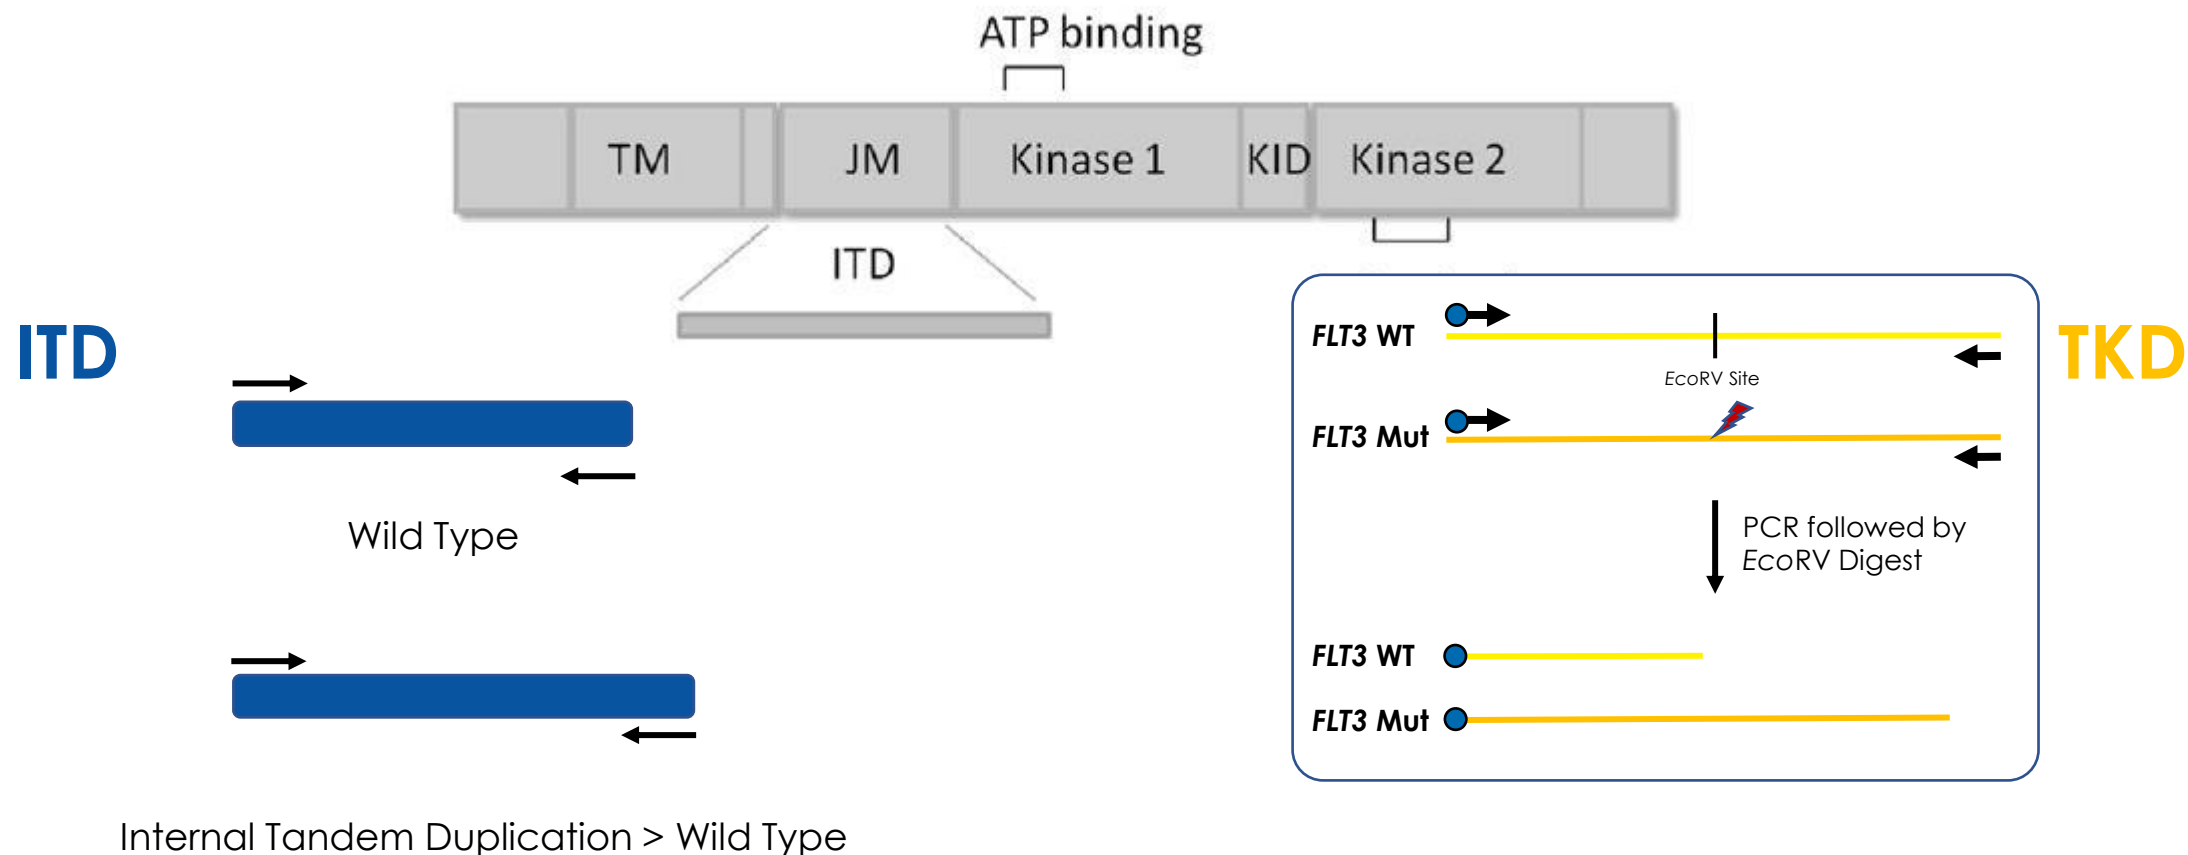 ATP binding
TM
JM
Kinase 1
KID
Kinase 2
ITD
ITD
Wild Type
Internal Tandem Duplication > Wild Type
TKD
FLT3 WT
EcoRV Site
FLT3 Mut
PCR followed by
EcoRV Digest
FLT3 WT
FLT3 Mut